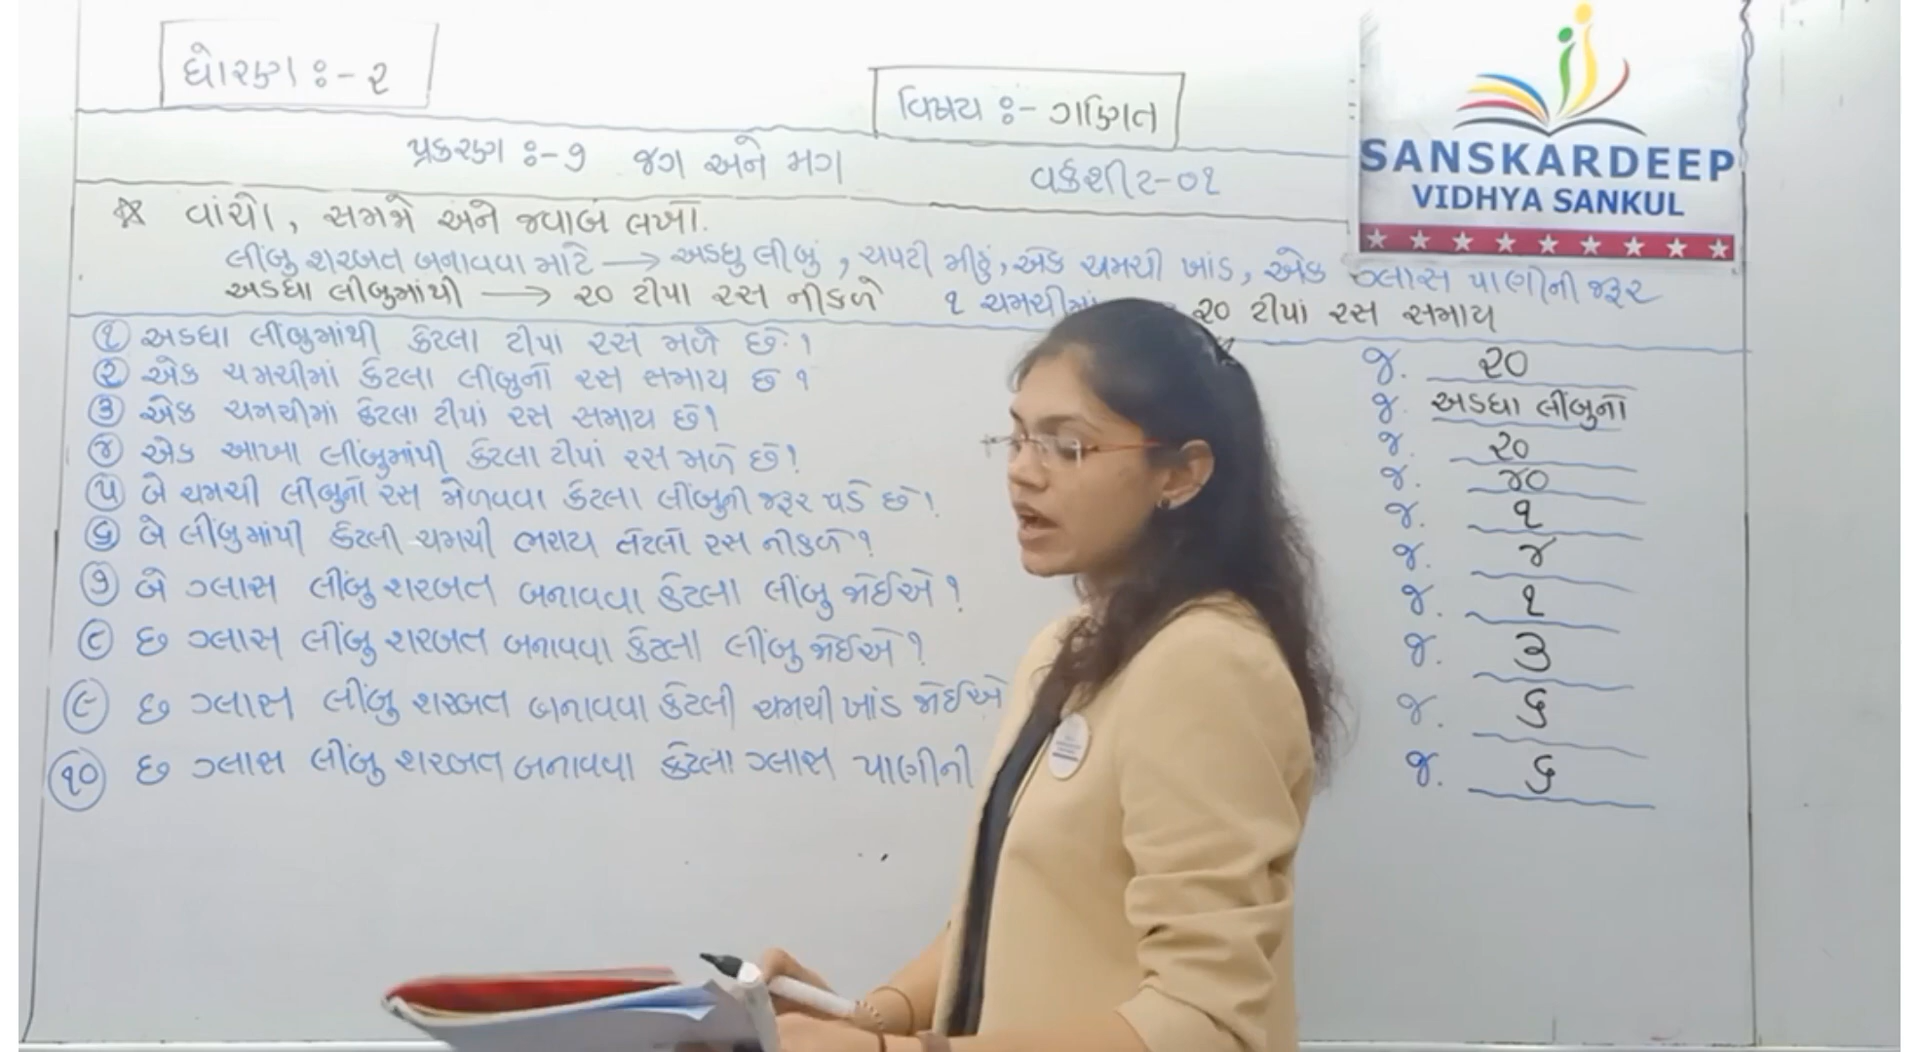 ધોરણ :- ૨
વિષય :- ગણિત
પ્રકરણ :- ૭ જગ અને મગ
વર્કશીટ-૦૧
SANSKARDEEP
VIDHYA SANKUL
☆ વાંચો, સમજો અને જવાબ લખો.
લીંબુ શરબત બનાવવા માટે → અડધુ લીંબું, ચપટી મીઠું, એક ચમચી ખાંડ, એક ગ્લાસ પાણીની જરૂર
અડધા લીંબુમાંથી → ૨૦ ટીપા રસ નીકળે ૧ ચમચીમાં ૨૦ ટીપાં રસ સમાય
(૧) અડધા લીંબુમાંથી કેટલા ટીપાં રસ મળે છે? જ. ૨૦
(૨) એક ચમચીમાં કેટલા લીંબુનો રસ સમાય છે? જ. અડધા લીંબુનો
(૩) એક ચમચીમાં કેટલા ટીપાં રસ સમાય છે? જ. ૨૦
(૪) એક આખા લીંબુમાંથી કેટલા ટીપાં રસ મળે છે? જ. ૪૦
(૫) બે ચમચી લીંબુનો રસ મેળવવા કેટલા લીંબુની જરૂર પડે છે? જ. ૧
(૬) બે લીંબુમાંથી કેટલી ચમચી ભરાય તેટલો રસ નીકળે? જ. ૪
(૭) બે ગ્લાસ લીંબુ શરબત બનાવવા કેટલા લીંબુ જોઈએ? જ. ૧
(૮) છ ગ્લાસ લીંબુ શરબત બનાવવા કેટલા લીંબુ જોઈએ? જ. ૩
(૯) છ ગ્લાસ લીંબુ શરબત બનાવવા કેટલી ચમચી ખાંડ જોઈએ જ. ૬
(૧૦) છ ગ્લાસ લીંબુ શરબત બનાવવા કેટલા ગ્લાસ પાણીની જ. ૬